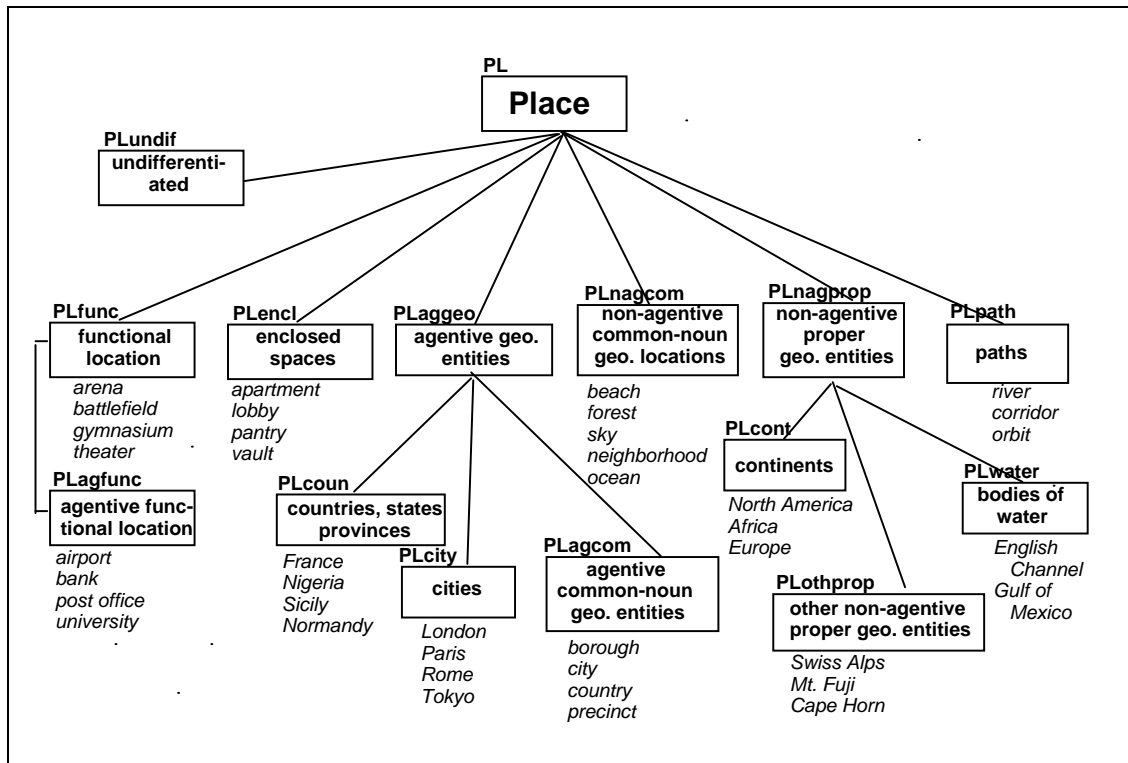 PL
Place
PLundif
undifferenti-
ated
PLfunc
functional
location
arena
battlefield
gymnasium
theater
PLagfunc
agentive func-
tional location
airport
bank
post office
university
PLencl
enclosed
spaces
apartment
lobby
pantry
vault
PLaggeo
agentive geo.
entities
PLcoun
countries, states
provinces
France
Nigeria
Sicily
Normandy
PLcity
cities
London
Paris
Rome
Tokyo
PLagcom
agentive
common-noun
geo. entities
borough
city
country
precinct
PLnagcom
non-agentive
common-noun
geo. locations
beach
forest
sky
neighborhood
ocean
PLnagprop
non-agentive
proper
geo. entities
PLcont
continents
North America
Africa
Europe
PLothprop
other non-agentive
proper geo. entities
Swiss Alps
Mt. Fuji
Cape Horn
PLwater
bodies of
water
English
Channel
Gulf of
Mexico
PLpath
paths
river
corridor
orbit